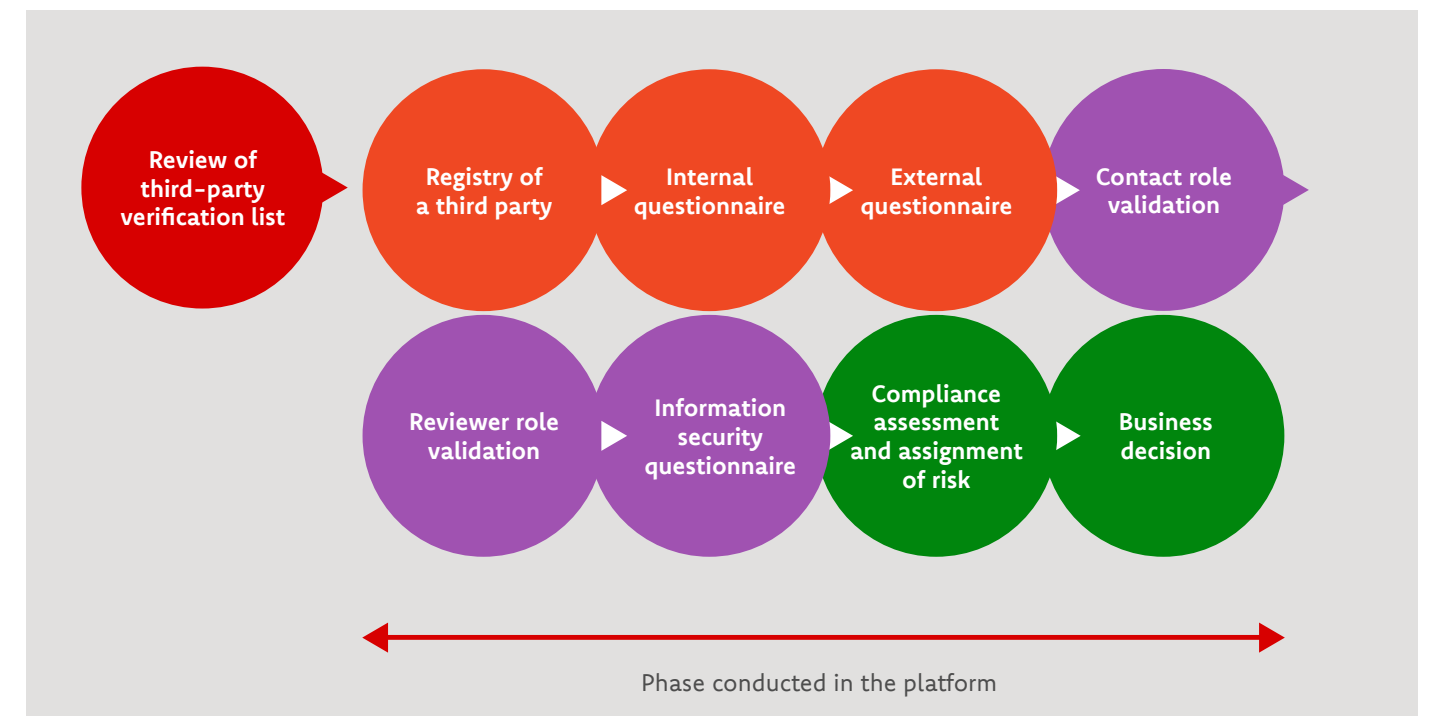 Review of
third-party
verification list
Registry of
a third party
Internal
questionnaire
External
questionnaire
Contact role
validation
Reviewer role
validation
Information
security
questionnaire
Compliance
assessment
and assignment
of risk
Business
decision
Phase conducted in the platform